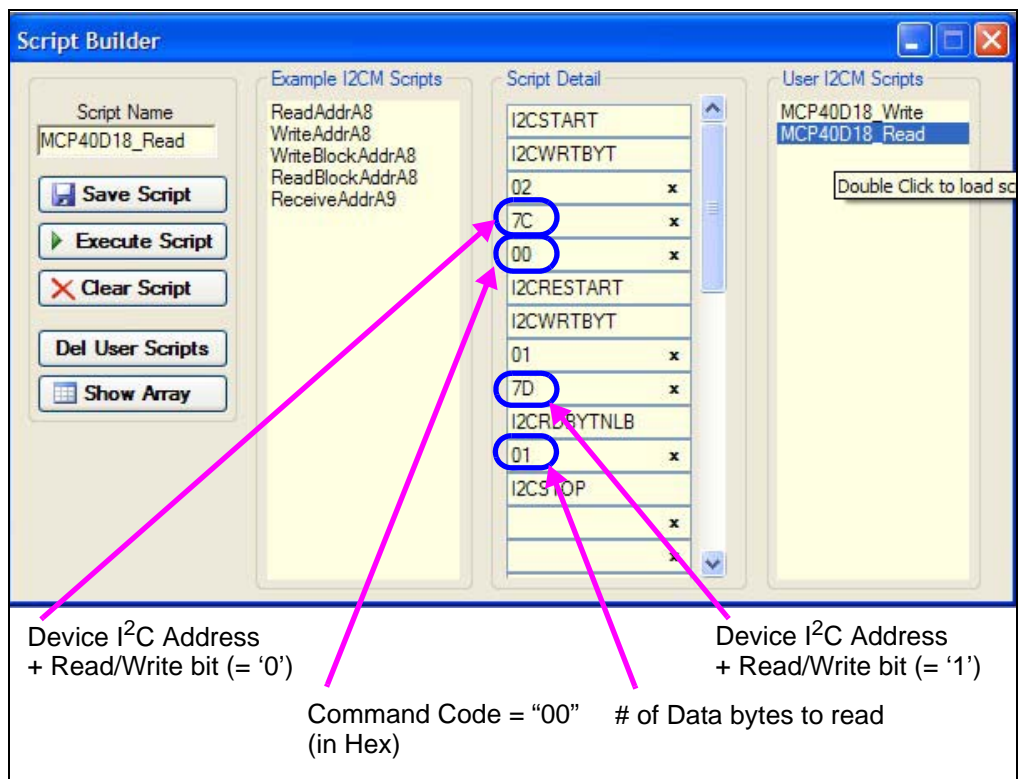 Script Builder
Script Name
MCP40D18_Read
Save Script
Execute Script
Clear Script
Del User Scripts
Show Array
Example I2CM Scripts
ReadAddrA8
WriteAddrA8
WriteBlockAddrA8
ReadBlockAddrA8
ReceiveAddrA9
Script Detail
I2CSTART
I2CWRTBYT
02 x
7C x
00 x
I2CRESTART
I2CWRTBYT
01 x
7D x
I2CRDBYTNLB
01 x
I2CSTOP
x
x
User I2CM Scripts
MCP40D18_Write
MCP40D18_Read
Double Click to load sc
Device I2C Address
+ Read/Write bit (= ‘0’)
Command Code = “00”
(in Hex)
# of Data bytes to read
Device I2C Address
+ Read/Write bit (= ‘1’)